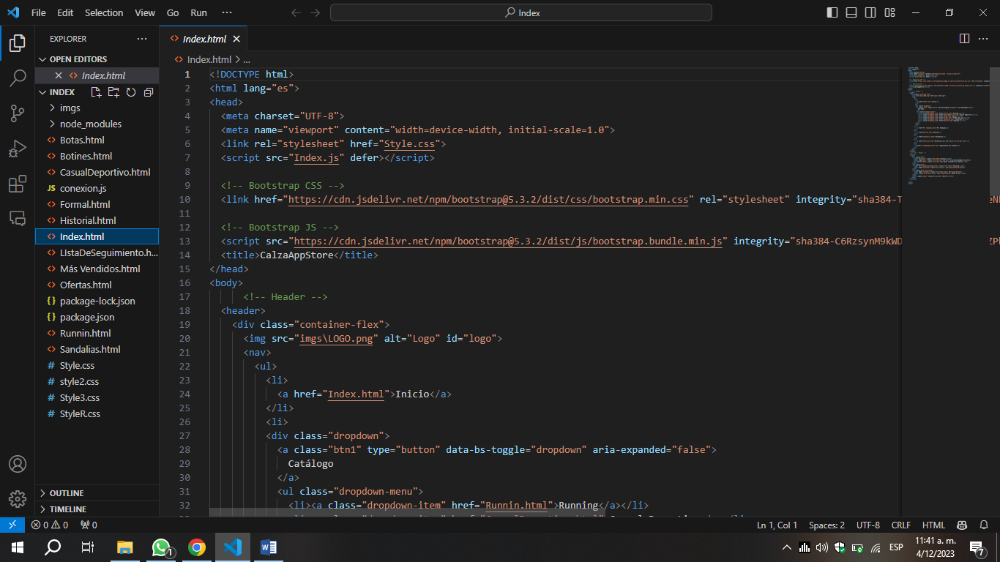 File Edit Selection View Go Run ··· Index
EXPLORER ···
OPEN EDITORS
Index.html
INDEX
imgs
node_modules
Botas.html
Botines.html
CasualDeportivo.html
JS conexion.js
Formal.html
Historial.html
Index.html
LIstaDeSeguimiento.h...
Más Vendidos.html
Ofertas.html
{} package-lock.json
{} package.json
Runnin.html
Sandalias.html
# Style.css
# style2.css
# Style3.css
# StyleR.css
OUTLINE
TIMELINE
Index.html
Index.html > ...
1 <!DOCTYPE html>
2 <html lang="es">
3 <head>
4 <meta charset="UTF-8">
5 <meta name="viewport" content="width=device-width, initial-scale=1.0">
6 <link rel="stylesheet" href="Style.css">
7 <script src="Index.js" defer></script>
8
9 <!-- Bootstrap CSS -->
10 <link href="https://cdn.jsdelivr.net/npm/bootstrap@5.3.2/dist/css/bootstrap.min.css" rel="stylesheet" integrity="sha384-T
11
12 <!-- Bootstrap JS -->
13 <script src="https://cdn.jsdelivr.net/npm/bootstrap@5.3.2/dist/js/bootstrap.bundle.min.js" integrity="sha384-C6RzsynM9kWD
14 <title>CalzaAppStore</title>
15 </head>
16 <body>
17 <!-- Header -->
18 <header>
19 <div class="container-flex">
20 <img src="imgs\LOGO.png" alt="Logo" id="logo">
21 <nav>
22 <ul>
23 <li>
24 <a href="Index.html">Inicio</a>
25 </li>
26 <li>
27 <div class="dropdown">
28 <a class="btn1" type="button" data-bs-toggle="dropdown" aria-expanded="false">
29 Catálogo
30 </a>
31 <ul class="dropdown-menu">
32 <li><a class="dropdown-item" href="Runnin.html">Running</a></li>
0 0 0 Ln 1, Col 1 Spaces: 2 UTF-8 CRLF HTML
1 ESP 11:41 a. m.
4/12/2023 7